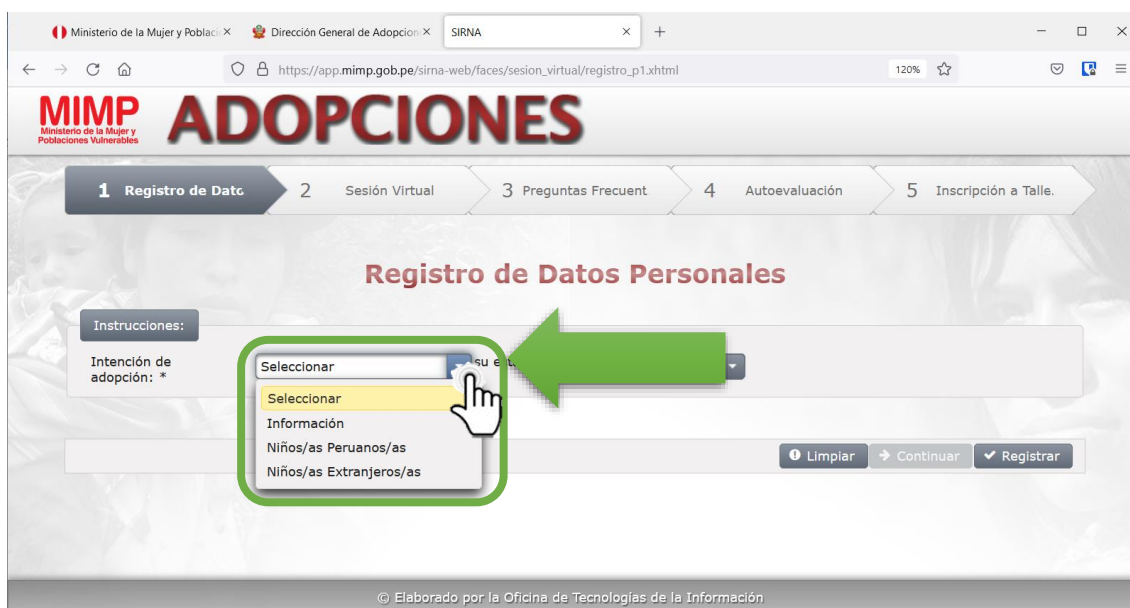 Ministerio de la Mujer y Poblaci
Dirección General de Adopcion
SIRNA
https://app.mimp.gob.pe/sirna-web/faces/sesion_virtual/registro_p1.xhtml
120%
MIMP
Ministerio de la Mujer y
Poblaciones Vulnerables
ADOPCIONES
1 Registro de Datc
2 Sesión Virtual
3 Preguntas Frecuent
4 Autoevaluación
5 Inscripción a Talle.
Registro de Datos Personales
Instrucciones:
Intención de
adopción: *
Seleccionar
su
Seleccionar
Información
Niños/as Peruanos/as
Niños/as Extranjeros/as
Limpiar
Continuar
Registrar
© Elaborado por la Oficina de Tecnologías de la Información